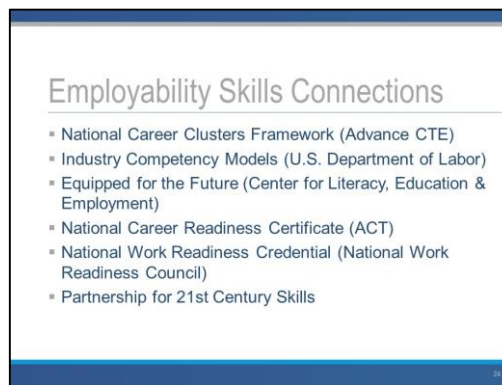 Employability Skills Connections
▪ National Career Clusters Framework (Advance CTE)
▪ Industry Competency Models (U.S. Department of Labor)
▪ Equipped for the Future (Center for Literacy, Education &
Employment)
▪ National Career Readiness Certificate (ACT)
▪ National Work Readiness Credential (National Work
Readiness Council)
▪ Partnership for 21st Century Skills
24